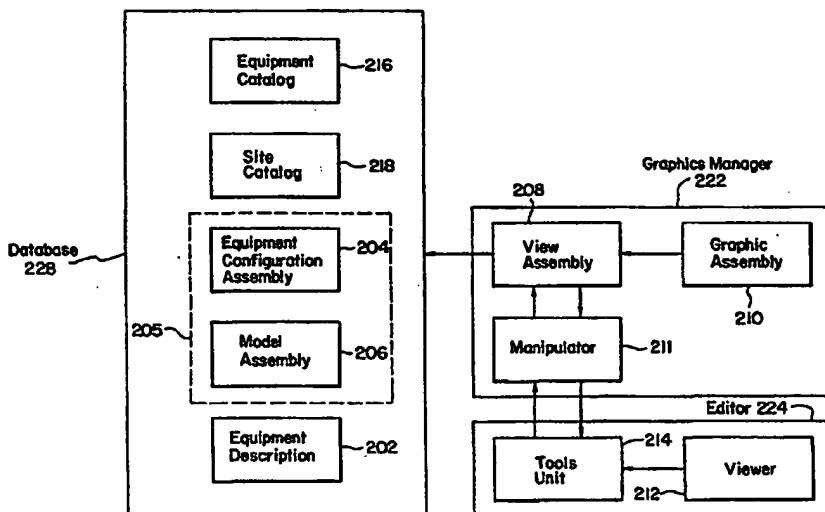 Database
228
Equipment
Catalog
216
Site
Catalog
218
Equipment
Configuration
Assembly
204
205
Model
Assembly
206
Equipment
Description
202
Graphics Manager
222
208
View
Assembly
Graphic
Assembly
210
Manipulator
211
Editor 224
214
Tools
Unit
Viewer
212